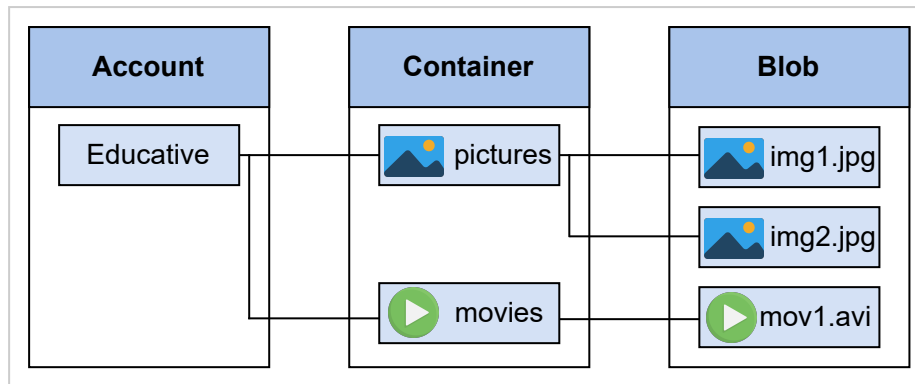 Account
Container
Blob
Educative
pictures
img1.jpg
img2.jpg
movies
mov1.avi